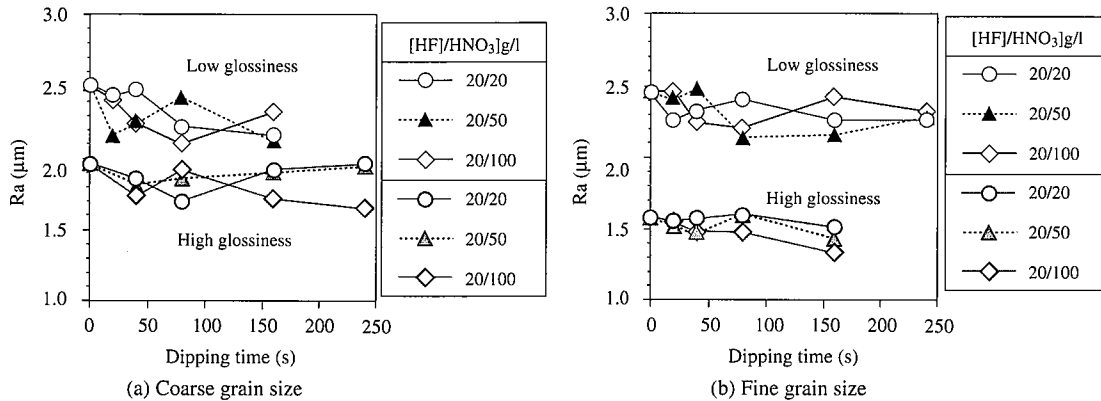 3.0
2.5
2.0
1.5
1.0
Ra (μm)
Low glossiness
High glossiness
0 50 100 150 200 250
Dipping time (s)
(a) Coarse grain size
[HF]/HNO₃]g/l
20/20
20/50
20/100
20/20
20/50
20/100
3.0
2.5
2.0
1.5
1.0
Ra (μm)
Low glossiness
High glossiness
0 50 100 150 200 250
Dipping time (s)
(b) Fine grain size
[HF]/HNO₃]g/l
20/20
20/50
20/100
20/20
20/50
20/100